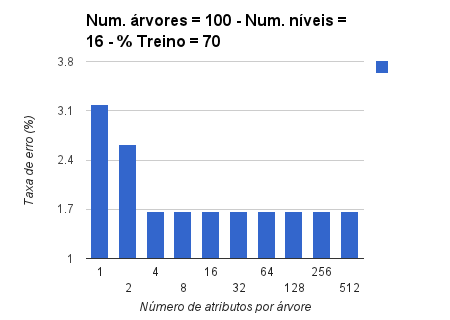 Num. árvores = 100 - Num. níveis =
16 - % Treino = 70
3.8
3.1
2.4
1.7
1
Taxa de erro (%)
1 4 16 64 256
2 8 32 128 512
Número de atributos por árvore